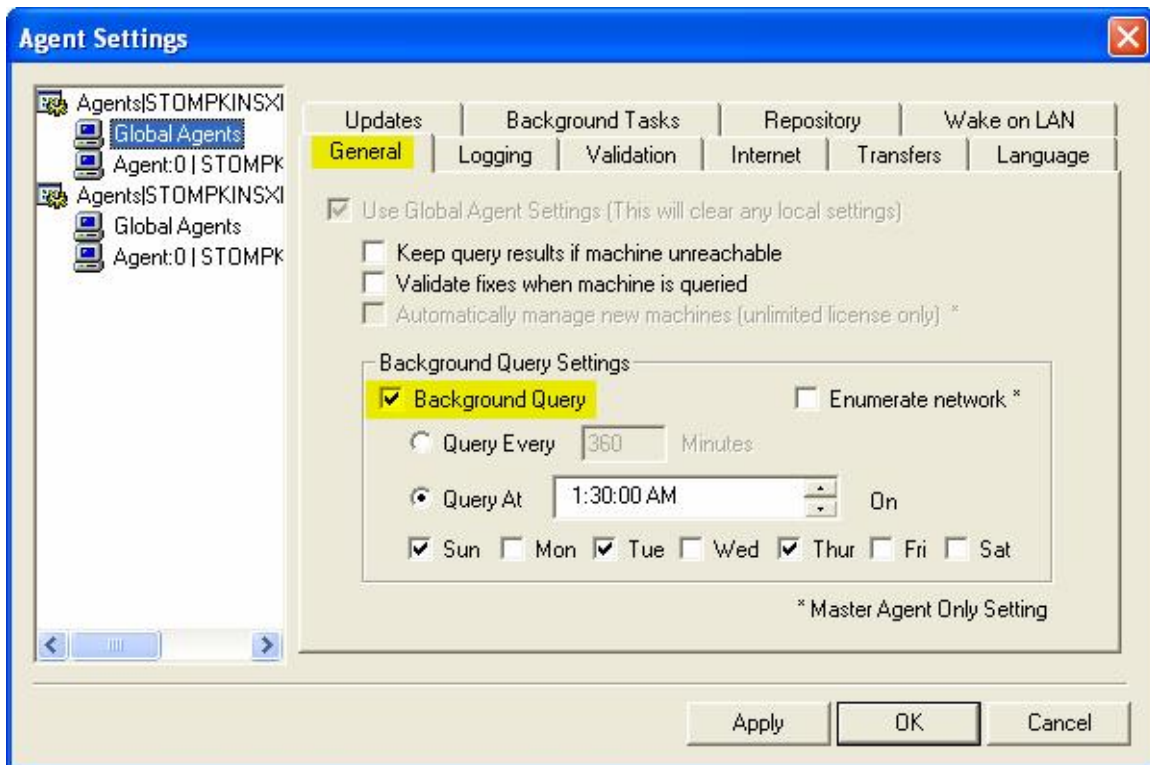 Agent Settings
Agents|STOMPKINSXI
Global Agents
Agent:0 | STOMPK
Agents|STOMPKINSXI
Global Agents
Agent:0 | STOMPK
Updates Background Tasks Repository Wake on LAN
General Logging Validation Internet Transfers Language
Use Global Agent Settings (This will clear any local settings)
Keep query results if machine unreachable
Validate fixes when machine is queried
Automatically manage new machines (unlimited license only) *
Background Query Settings
Background Query Enumerate network *
Query Every 360 Minutes
Query At 1:30:00 AM On
Sun Mon Tue Wed Thur Fri Sat
* Master Agent Only Setting
Apply OK Cancel